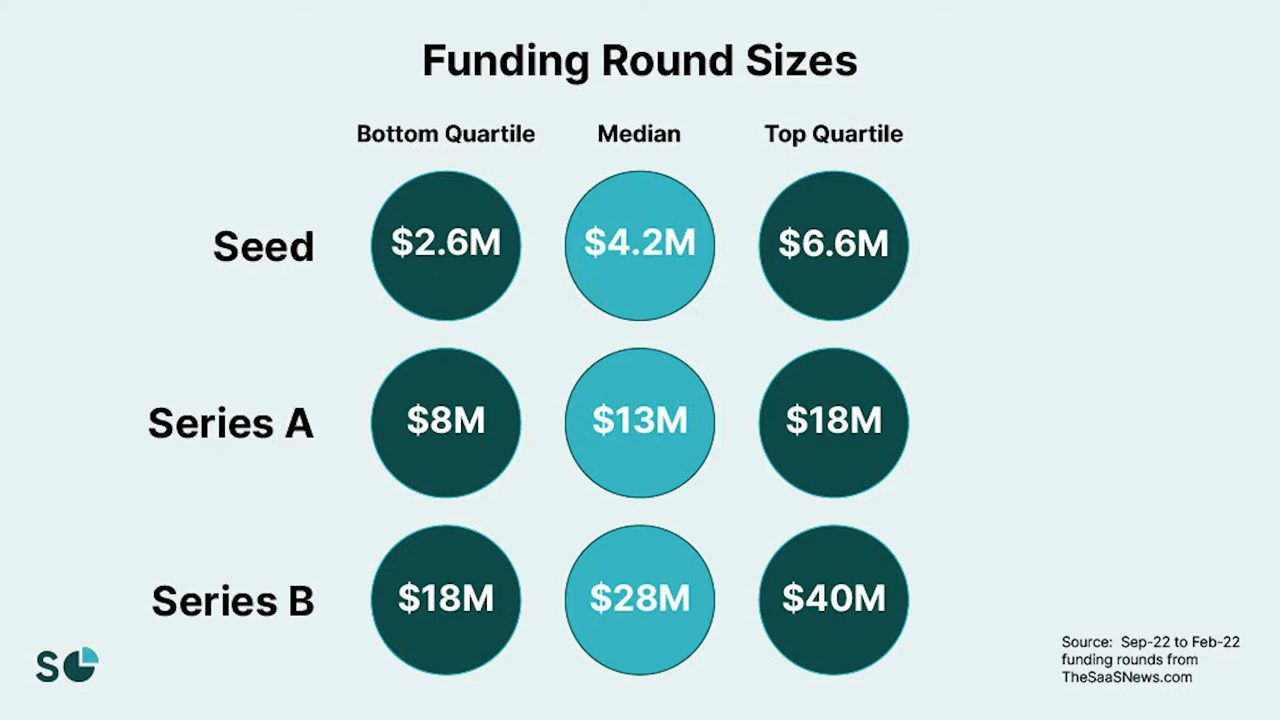 Funding Round Sizes
Bottom Quartile Median Top Quartile
Seed $2.6M $4.2M $6.6M
Series A $8M $13M $18M
Series B $18M $28M $40M
S
Source: Sep-22 to Feb-22
funding rounds from
TheSaaSNews.com